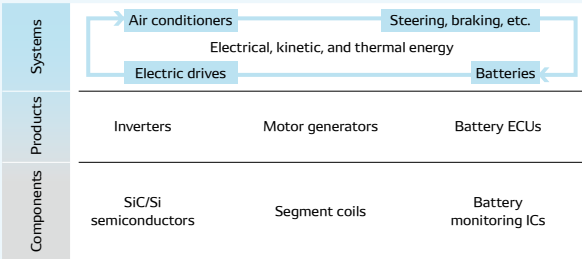 Systems
Air conditioners
Steering, braking, etc.
Electrical, kinetic, and thermal energy
Electric drives
Batteries
Products
Inverters
Motor generators
Battery ECUs
Components
SiC/Si
semiconductors
Segment coils
Battery
monitoring ICs